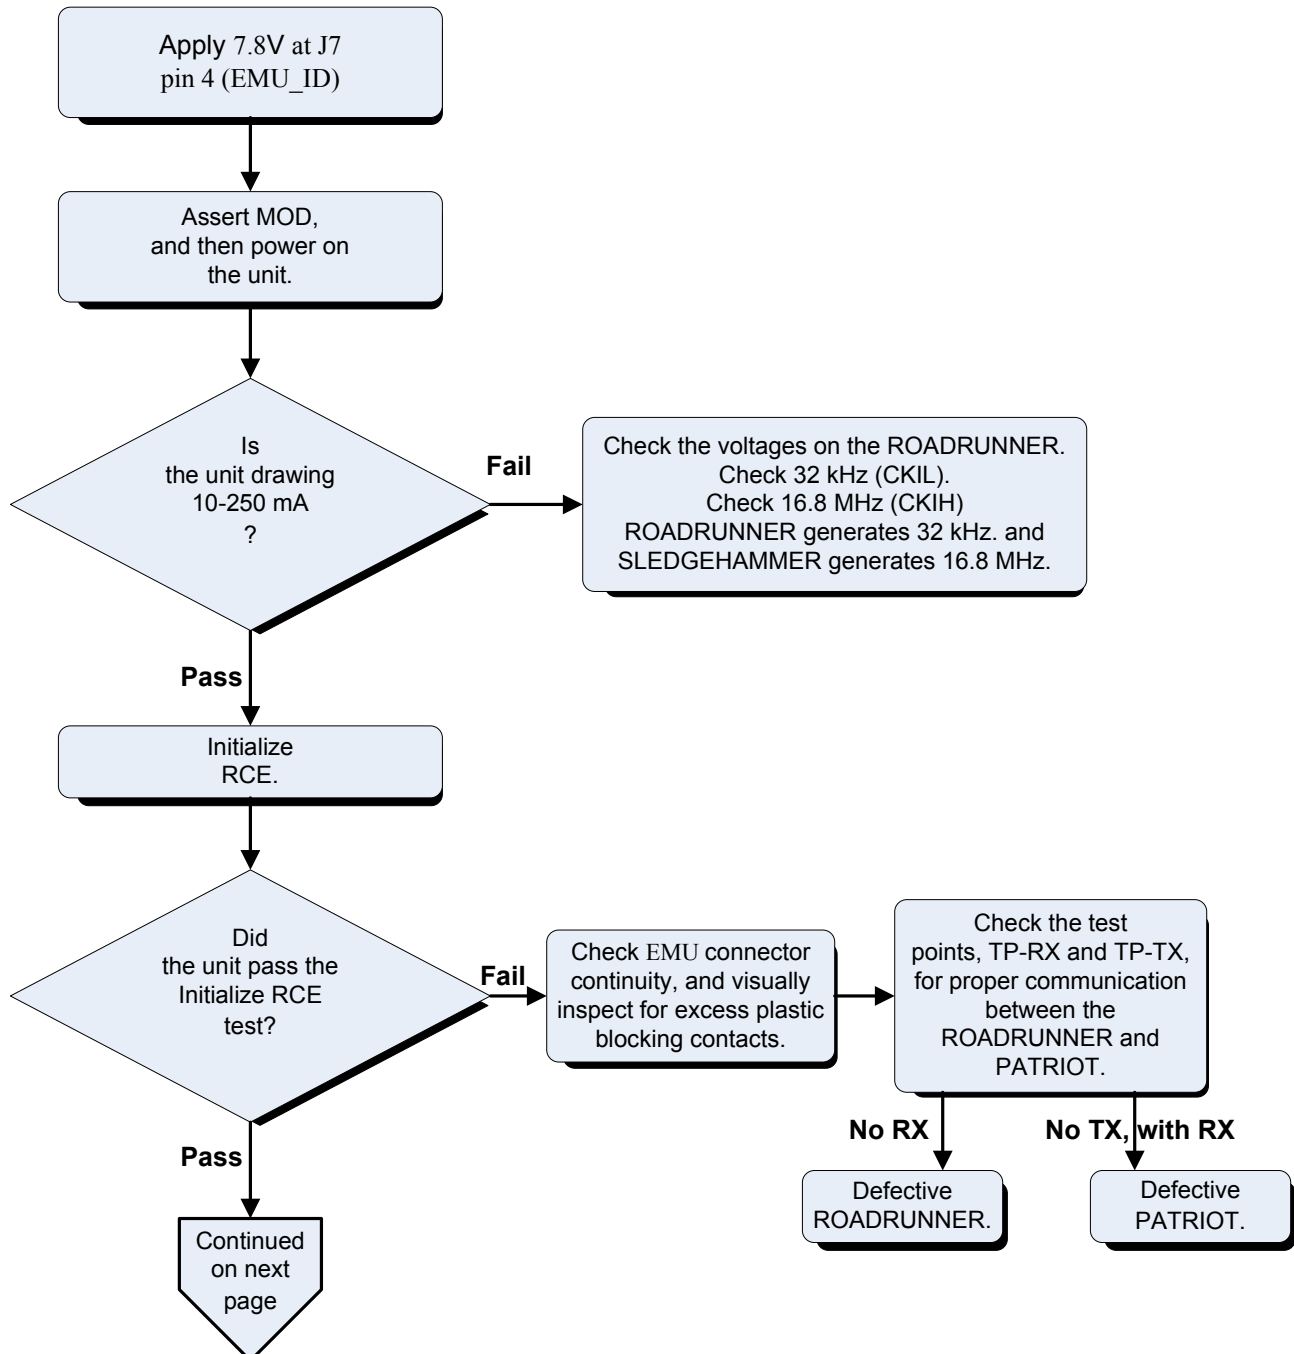 Apply 7.8V at J7
pin 4 (EMU_ID)
Assert MOD,
and then power on
the unit.
Is
the unit drawing
10-250 mA
?
Fail
Check the voltages on the ROADRUNNER.
Check 32 kHz (CKIL).
Check 16.8 MHz (CKIH)
ROADRUNNER generates 32 kHz. and
SLEDGEHAMMER generates 16.8 MHz.
Pass
Initialize
RCE.
Did
the unit pass the
Initialize RCE
test?
Fail
Check EMU connector
continuity, and visually
inspect for excess plastic
blocking contacts.
Check the test
points, TP-RX and TP-TX,
for proper communication
between the
ROADRUNNER and
PATRIOT.
No RX
No TX, with RX
Defective
ROADRUNNER.
Defective
PATRIOT.
Pass
Continued
on next
page